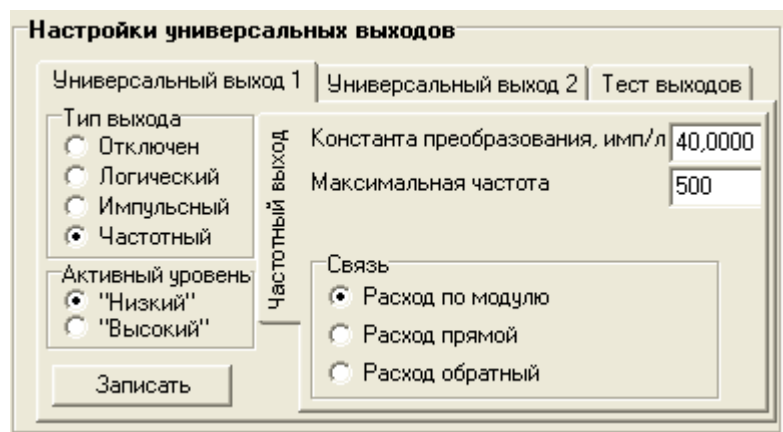 Настройки универсальных выходов
Универсальный выход 1
Универсальный выход 2
Тест выходов
Тип выхода
Отключен
Логический
Импульсный
Частотный
Активный уровень
"Низкий"
"Высокий"
Записать
Частотный выход
Константа преобразования, имп/л 40,0000
Максимальная частота 500
Связь
Расход по модулю
Расход прямой
Расход обратный